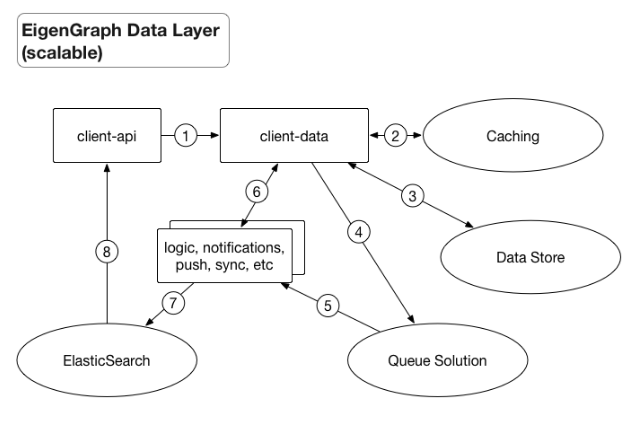 EigenGraph Data Layer
(scalable)
client-api
1
client-data
2
Caching
6
3
4
logic, notifications,
push, sync, etc
8
Data Store
7
5
ElasticSearch
Queue Solution